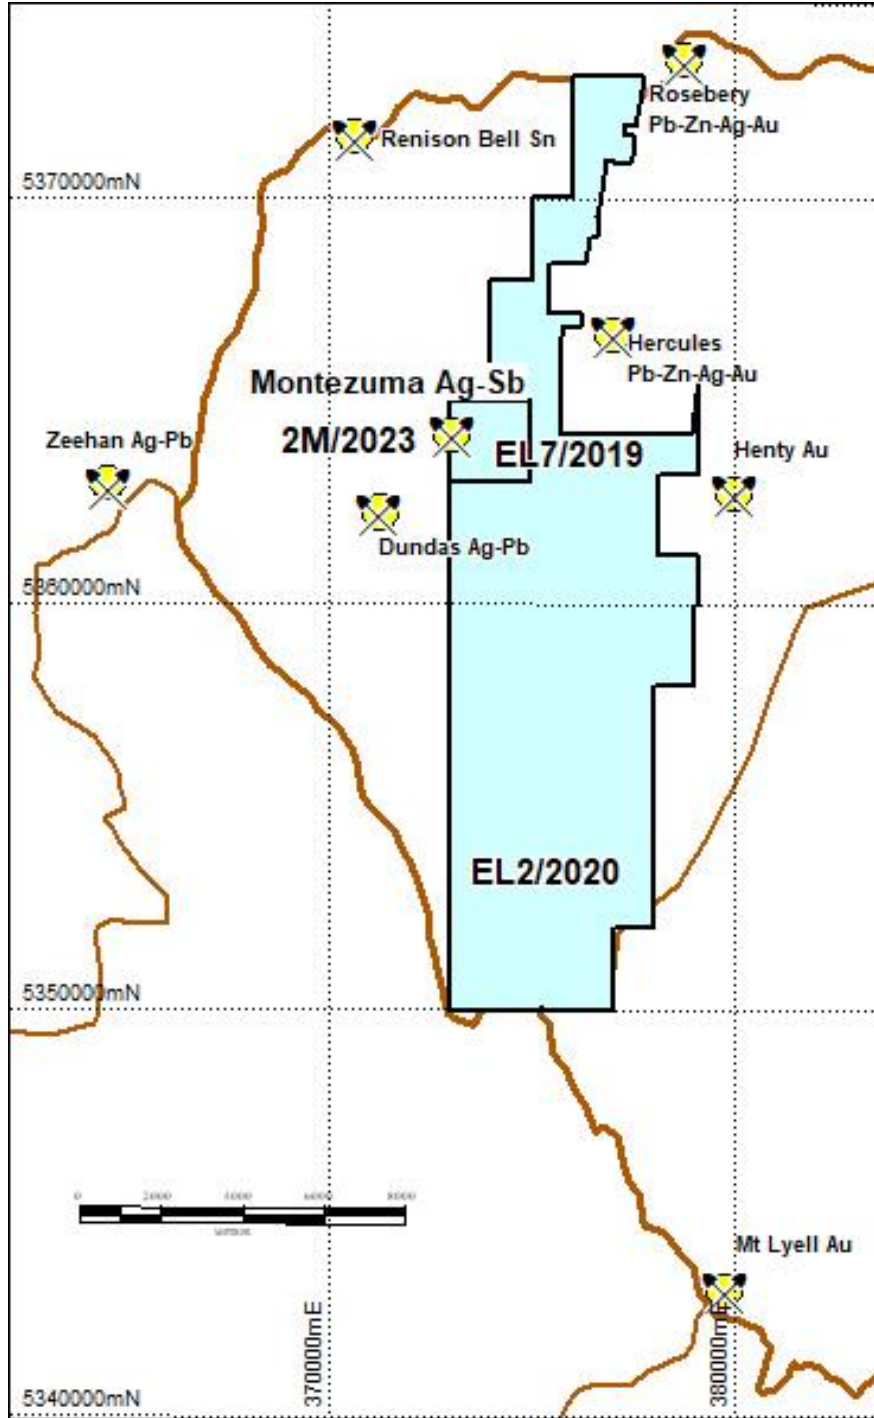 Rosebery
Pb-Zn-Ag-Au
Renison Bell Sn
5370000mN
Hercules
Pb-Zn-Ag-Au
Montezuma Ag-Sb
Zeehan Ag-Pb
2M/2023
EL7/2019
Henty Au
Dundas Ag-Pb
5360000mN
EL2/2020
5350000mN
0 2000 4000 6000 8000
Mt Lyell Au
370000mE
380000mE
5340000mN